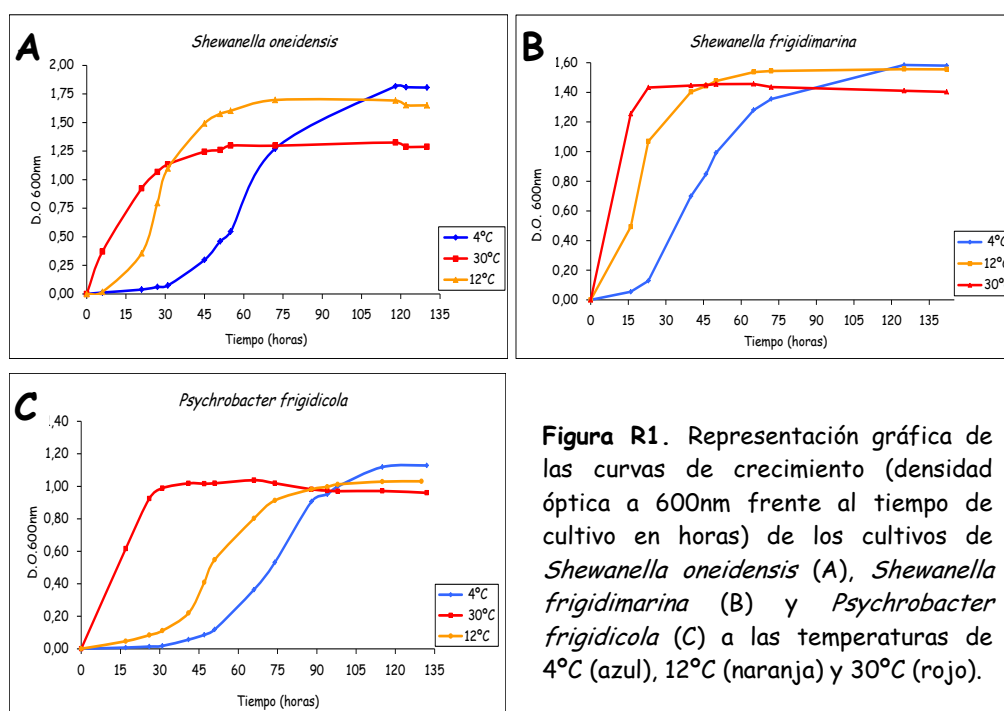 A
Shewanella oneidensis
D.O 600nm
2,00
1,75
1,50
1,25
1,00
0,75
0,50
0,25
0,00
0 15 30 45 60 75 90 105 120 135
Tiempo (horas)
4ºC
30ºC
12ºC
B
Shewanella frigidimarina
D.O. 600nm
1,60
1,40
1,20
1,00
0,80
0,60
0,40
0,20
0,00
0 15 30 45 60 75 90 105 120 135
Tiempo (horas)
4ºC
12ºC
30º
C
Psychrobacter frigidicola
D.O.600nm
,40
1,20
1,00
0,80
0,60
0,40
0,20
0,00
0 15 30 45 60 75 90 105 120 135
Tiempo (horas)
4ºC
30ºC
12ºC
Figura R1. Representación gráfica de
las curvas de crecimiento (densidad
óptica a 600nm frente al tiempo de
cultivo en horas) de los cultivos de
Shewanella oneidensis (A), Shewanella
frigidimarina (B) y Psychrobacter
frigidicola (C) a las temperaturas de
4ºC (azul), 12ºC (naranja) y 30ºC (rojo).